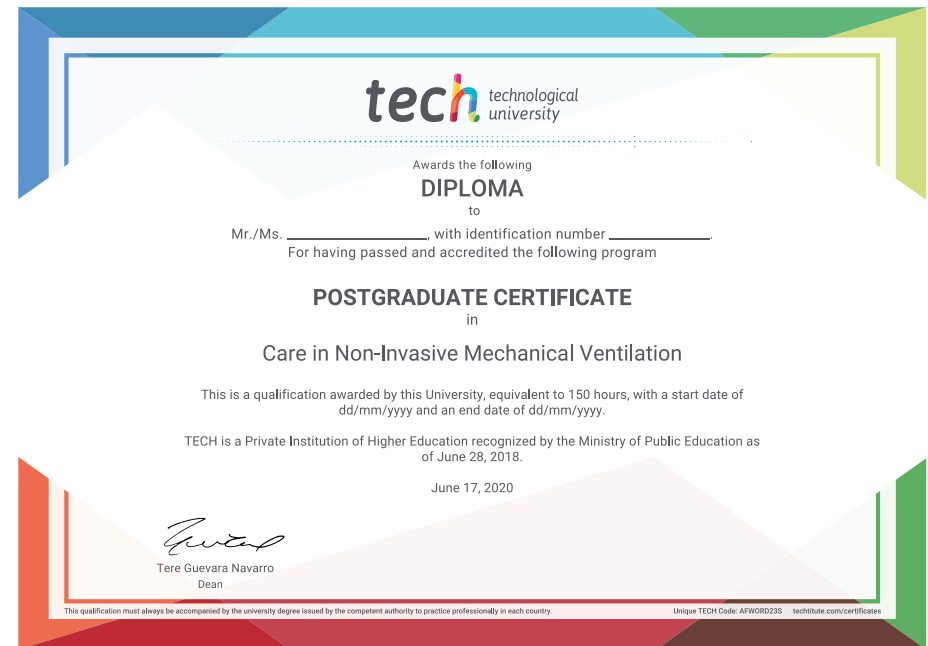 tech technological
university
Awards the following
DIPLOMA
to
Mr./Ms. ____________________, with identification number ______________.
For having passed and accredited the following program
POSTGRADUATE CERTIFICATE
in
Care in Non-Invasive Mechanical Ventilation
This is a qualification awarded by this University, equivalent to 150 hours, with a start date of
dd/mm/yyyy and an end date of dd/mm/yyyy.
TECH is a Private Institution of Higher Education recognized by the Ministry of Public Education as
of June 28, 2018.
June 17, 2020
Tere Guevara Navarro
Dean
This qualification must always be accompanied by the university degree issued by the competent authority to practice professionally in each country.
Unique TECH Code: AFWORD23S techtitute.com/certificates